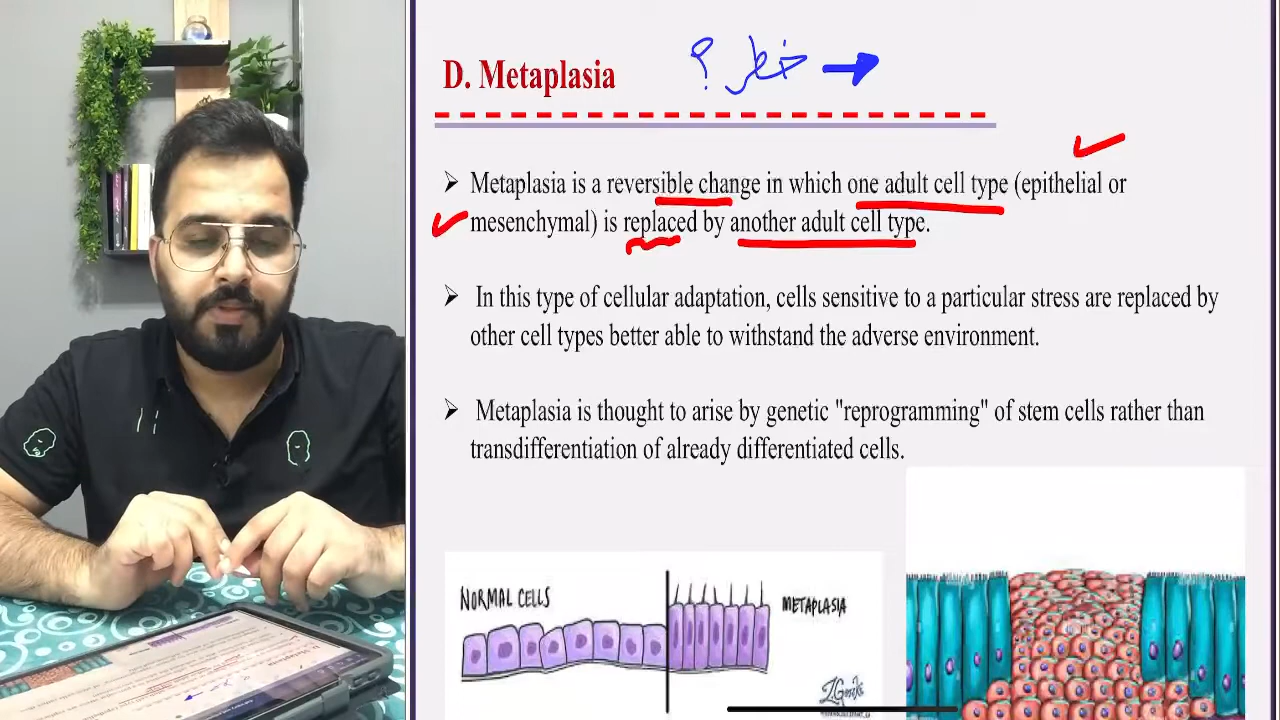 D. Metaplasia
خطر ؟
➢ Metaplasia is a reversible change in which one adult cell type (epithelial or
mesenchymal) is replaced by another adult cell type.
➢ In this type of cellular adaptation, cells sensitive to a particular stress are replaced by
other cell types better able to withstand the adverse environment.
➢ Metaplasia is thought to arise by genetic "reprogramming" of stem cells rather than
transdifferentiation of already differentiated cells.
NORMAL CELLS
METAPLASIA